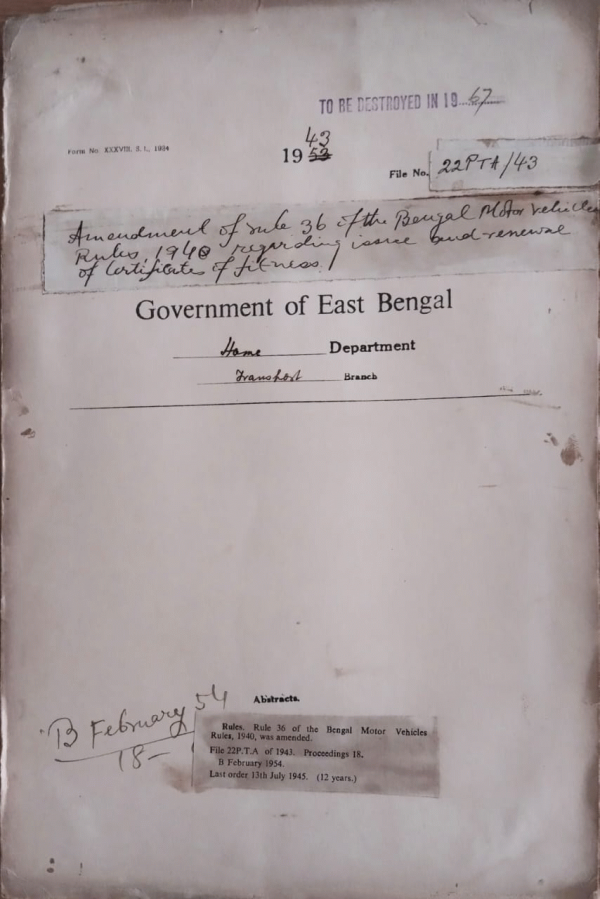 TO BE DESTROYED IN 19 67
Form No. XXXVIII. S. I., 1934
43
19 53
File No. 22PTA/43
Amendment of rule 36 of the Bengal Motor vehicles
Rules, 1940 regarding issue and renewal
of Certificates of fitness
Government of East Bengal
Home Department
Transport Branch
Abstracts.
B February 54
18-
Rules. Rule 36 of the Bengal Motor Vehicles
Rules, 1940, was amended.
File 22P.T.A of 1943. Proceedings 18.
B February 1954.
Last order 13th July 1945. (12 years.)